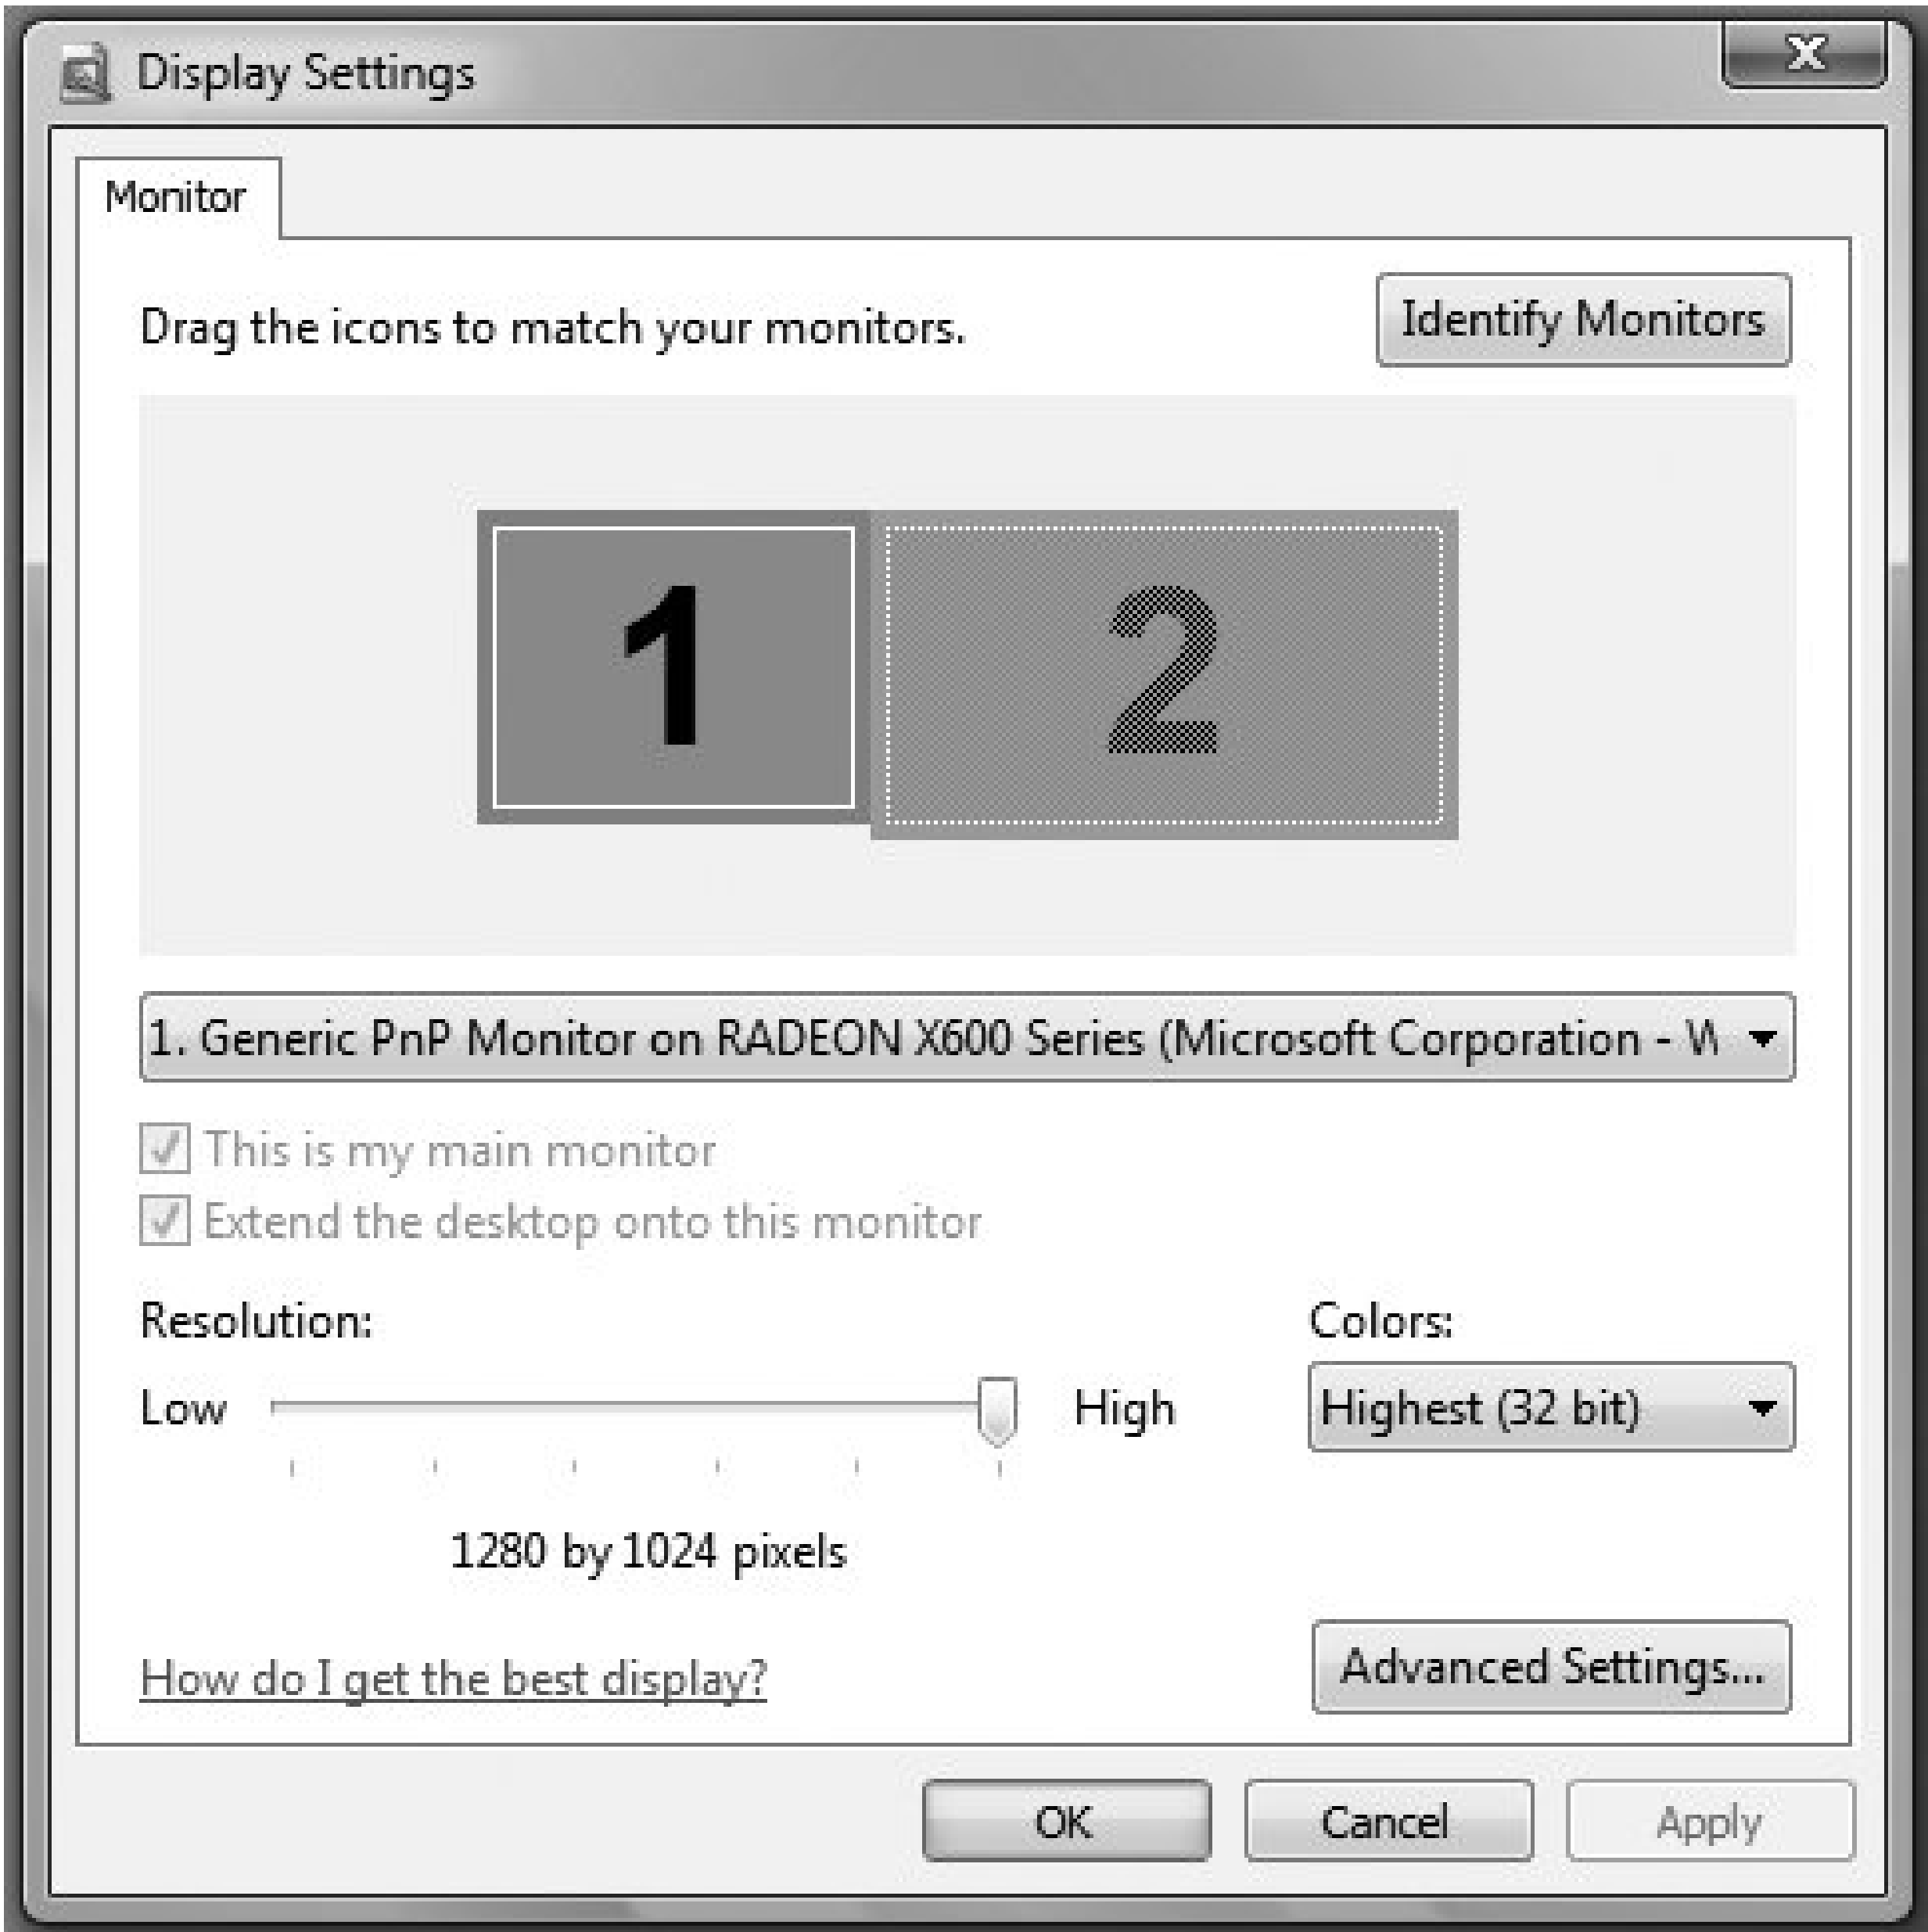 Display Settings
Monitor
Drag the icons to match your monitors.
Identify Monitors
1
2
1. Generic PnP Monitor on RADEON X600 Series (Microsoft Corporation -
This is my main monitor
Extend the desktop onto this monitor
Resolution:
Colors:
Low
High
Highest (32 bit)
1280 by 1024 pixels
How do I get the best display?
Advanced Settings...
OK
Cancel
Apply